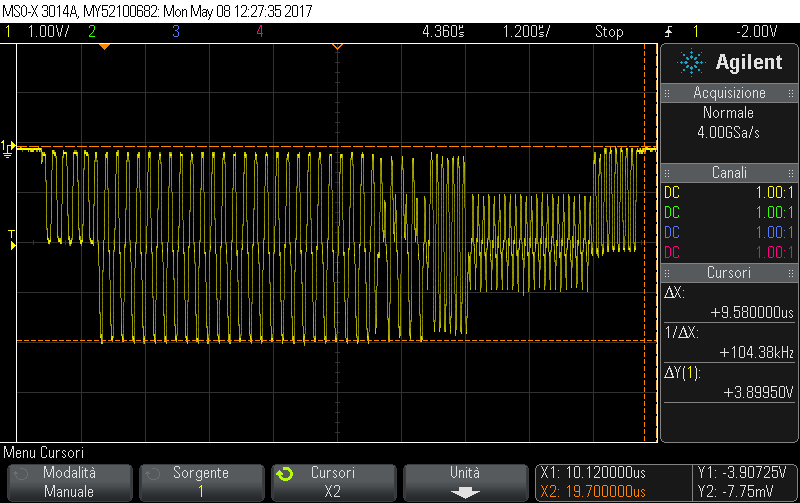 MSO-X 3014A, MY52100682: Mon May 08 12:27:35 2017
1 1.00V/ 2 3 4 4.360s 1.200s/ Stop 1 -2.00V
Agilent
Acquisizione
Normale
4.00GSa/s
Canali
DC 1.00:1
DC 1.00:1
DC 1.00:1
DC 1.00:1
Cursori
ΔX:
+9.580000us
1/ΔX:
+104.38kHz
ΔY(1):
+3.89950V
1
T
Menu Cursori
Modalità
Manuale
Sorgente
1
Cursori
X2
Unità
X1: 10.120000us
X2: 19.700000us
Y1: -3.90725V
Y2: -7.75mV